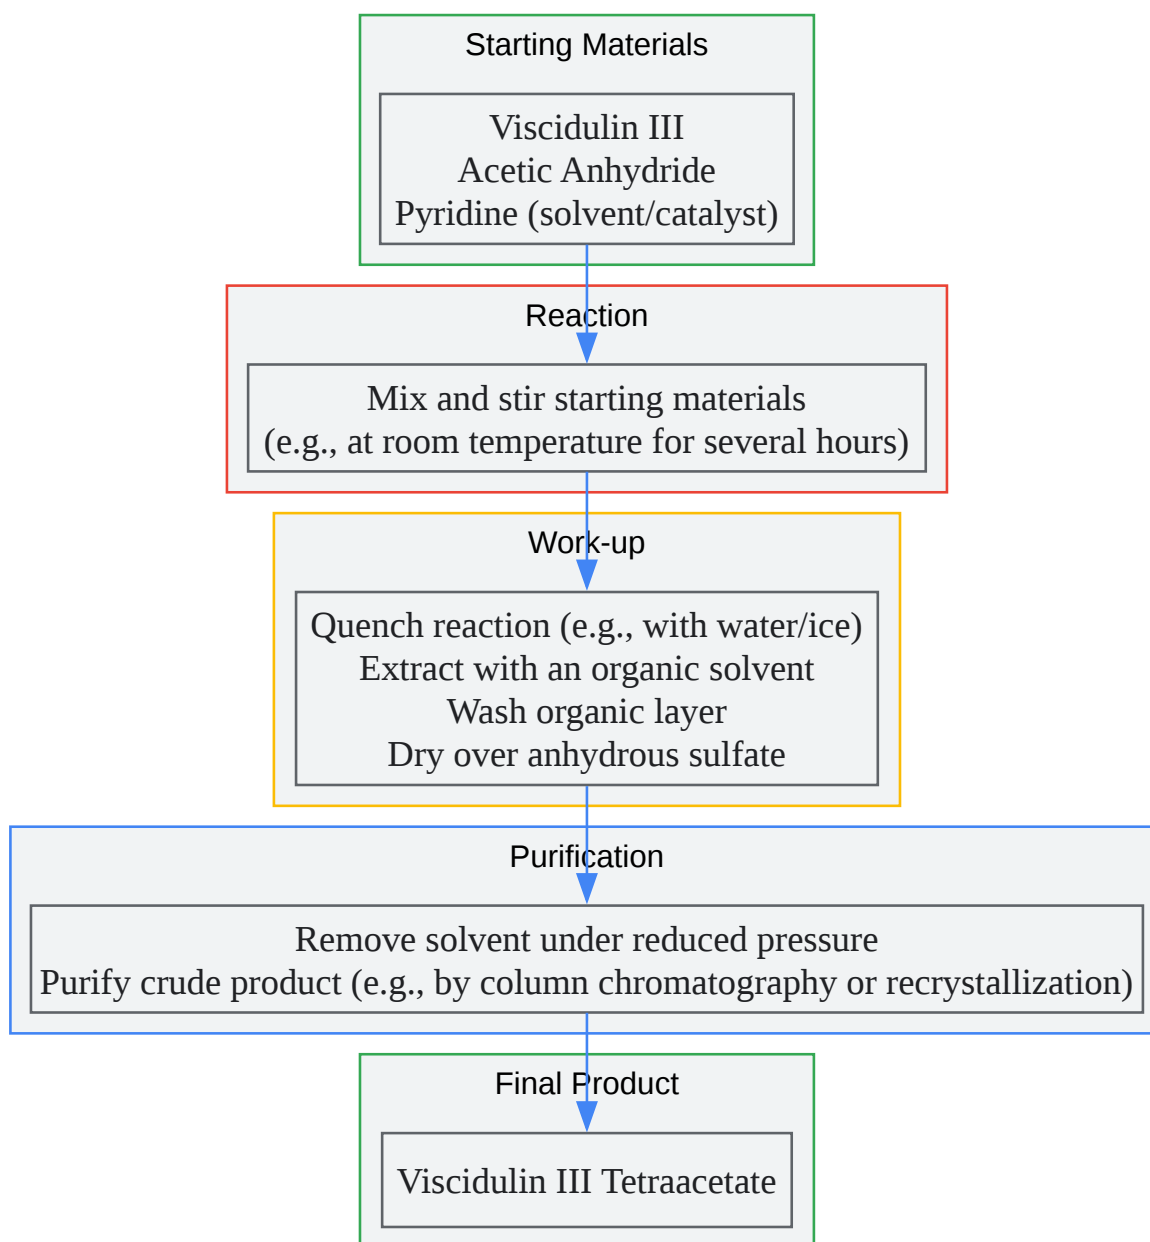 Starting Materials
Viscidulin III
Acetic Anhydride
Pyridine (solvent/catalyst)
Reaction
Mix and stir starting materials
(e.g., at room temperature for several hours)
Work-up
Quench reaction (e.g., with water/ice)
Extract with an organic solvent
Wash organic layer
Dry over anhydrous sulfate
Purification
Remove solvent under reduced pressure
Purify crude product (e.g., by column chromatography or recrystallization)
Final Product
Viscidulin III Tetraacetate